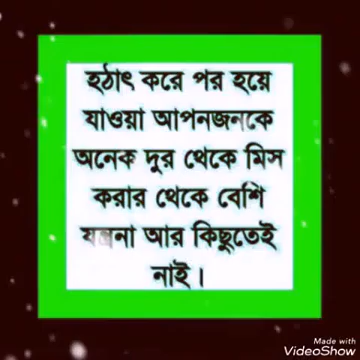 হঠাৎ করে পর হয়ে
যাওয়া আপনজনকে
অনেক দুর থেকে মিস
করার থেকে বেশি
যন্ত্রনা আর কিছুতেই
নাই।
Made with
VideoShow